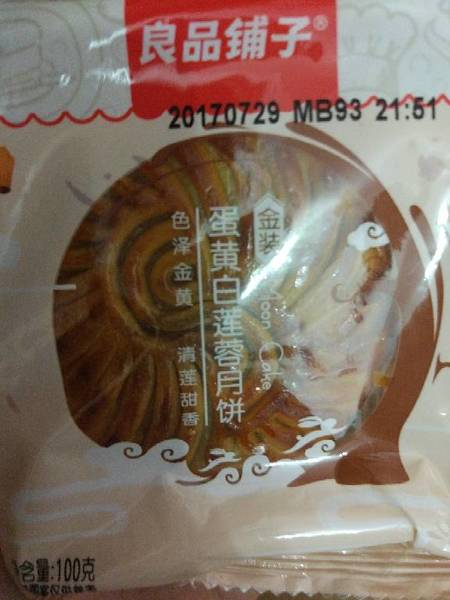 良品铺子®
20170729 MB93 21:51
金装 Moon Cake
蛋黄白莲蓉月饼
色泽金黄 清莲甜香
含量:100克